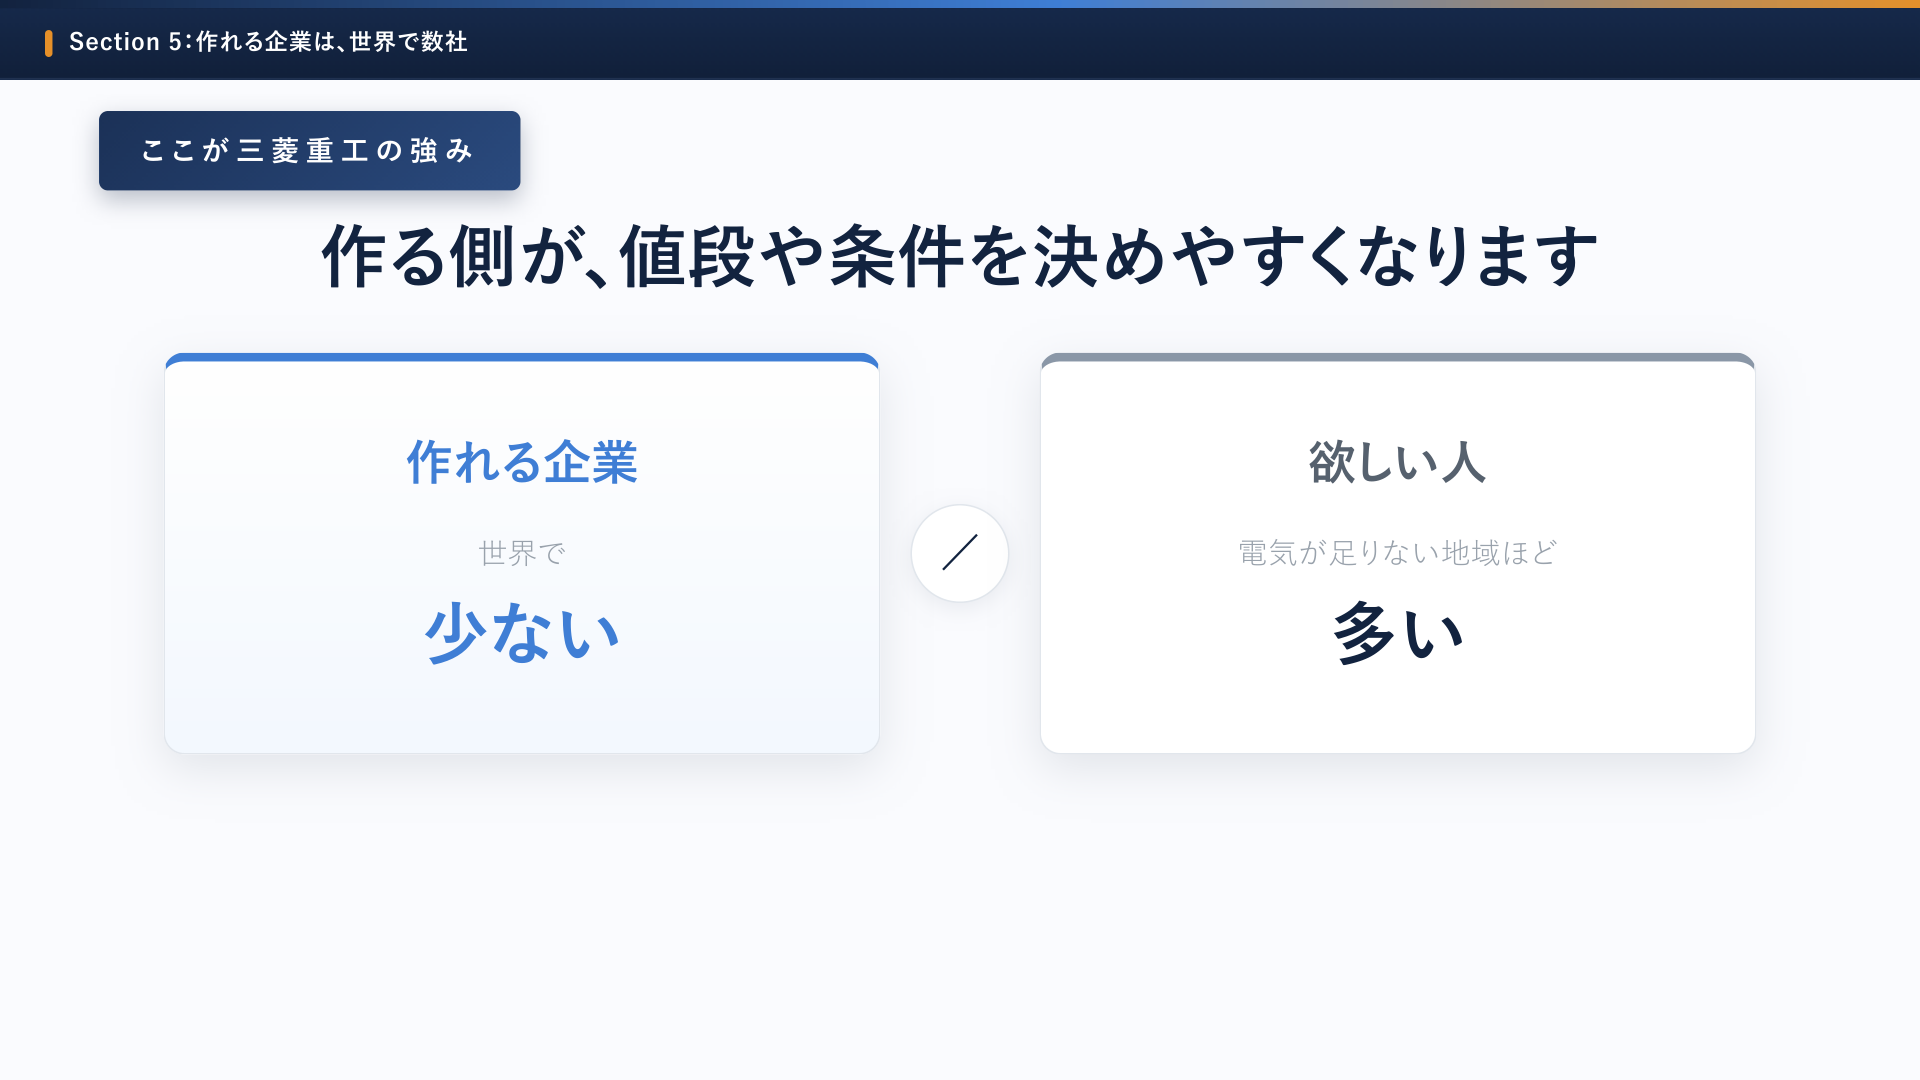 Section 5：作れる企業は、世界で数社
ここが三菱重工の強み
作る側が、値段や条件を決めやすくなります
作れる企業
世界で
少ない
／
欲しい人
電気が足りない地域ほど
多い